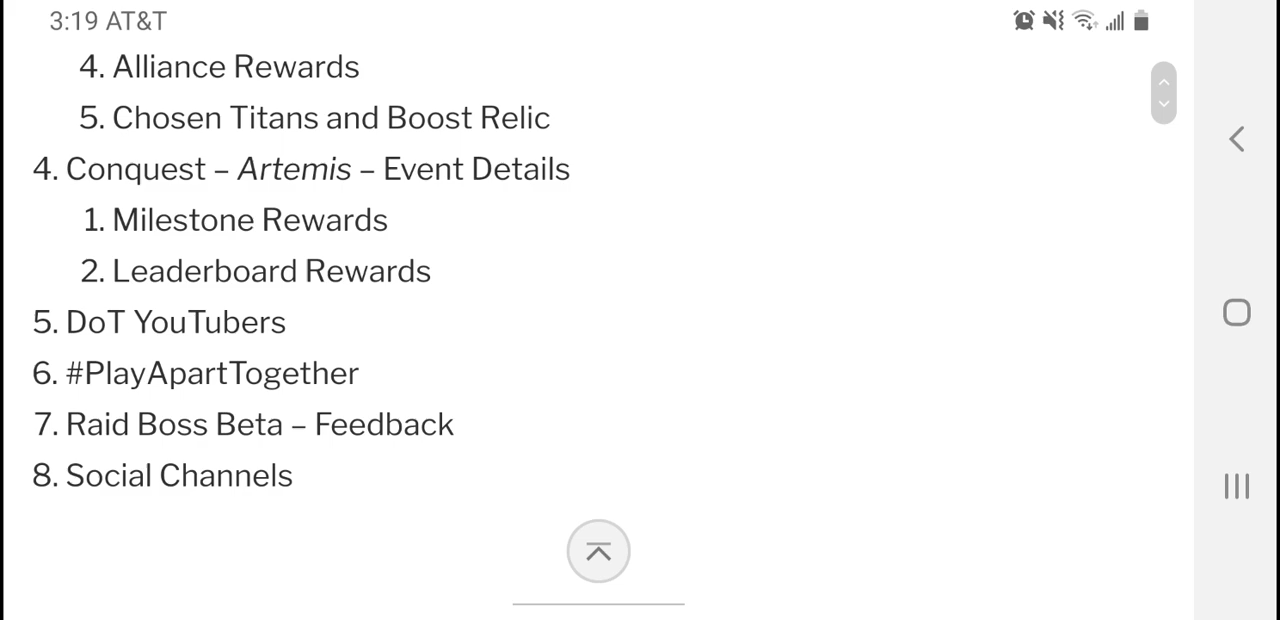 3:19 AT&T
4. Alliance Rewards
5. Chosen Titans and Boost Relic
4. Conquest – Artemis – Event Details
1. Milestone Rewards
2. Leaderboard Rewards
5. DoT YouTubers
6. #PlayApartTogether
7. Raid Boss Beta – Feedback
8. Social Channels